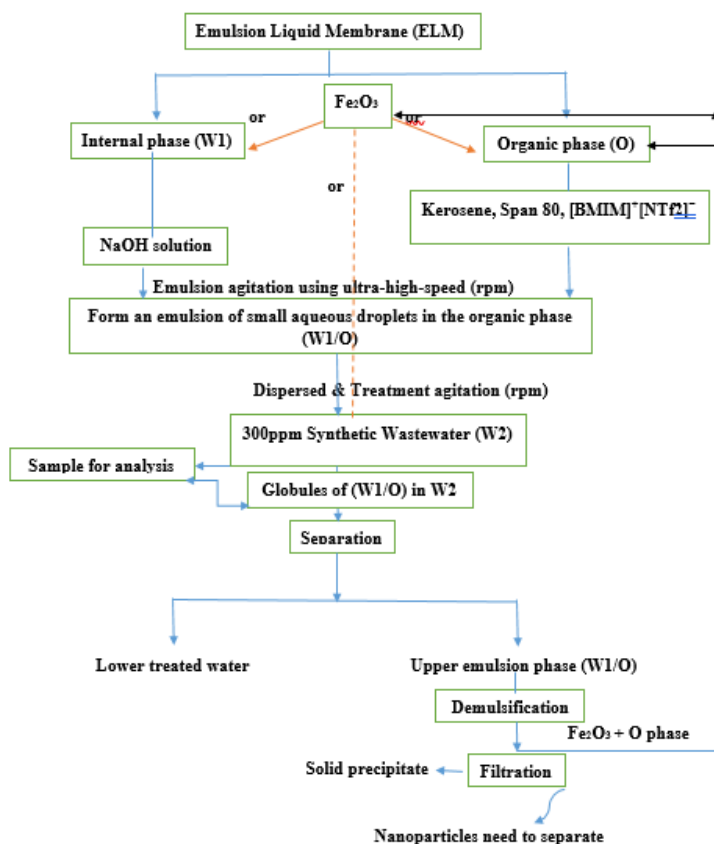 Emulsion Liquid Membrane (ELM)
Fe₂O₃
or
or
Internal phase (W1)
Organic phase (O)
or
Kerosene, Span 80, [BMIM]⁺[NTf2]⁻
NaOH solution
Emulsion agitation using ultra-high-speed (rpm)
Form an emulsion of small aqueous droplets in the organic phase
(W1/O)
Dispersed & Treatment agitation (rpm)
300ppm Synthetic Wastewater (W2)
Sample for analysis
Globules of (W1/O) in W2
Separation
Lower treated water
Upper emulsion phase (W1/O)
Demulsification
Fe₂O₃ + O phase
Solid precipitate
Filtration
Nanoparticles need to separate